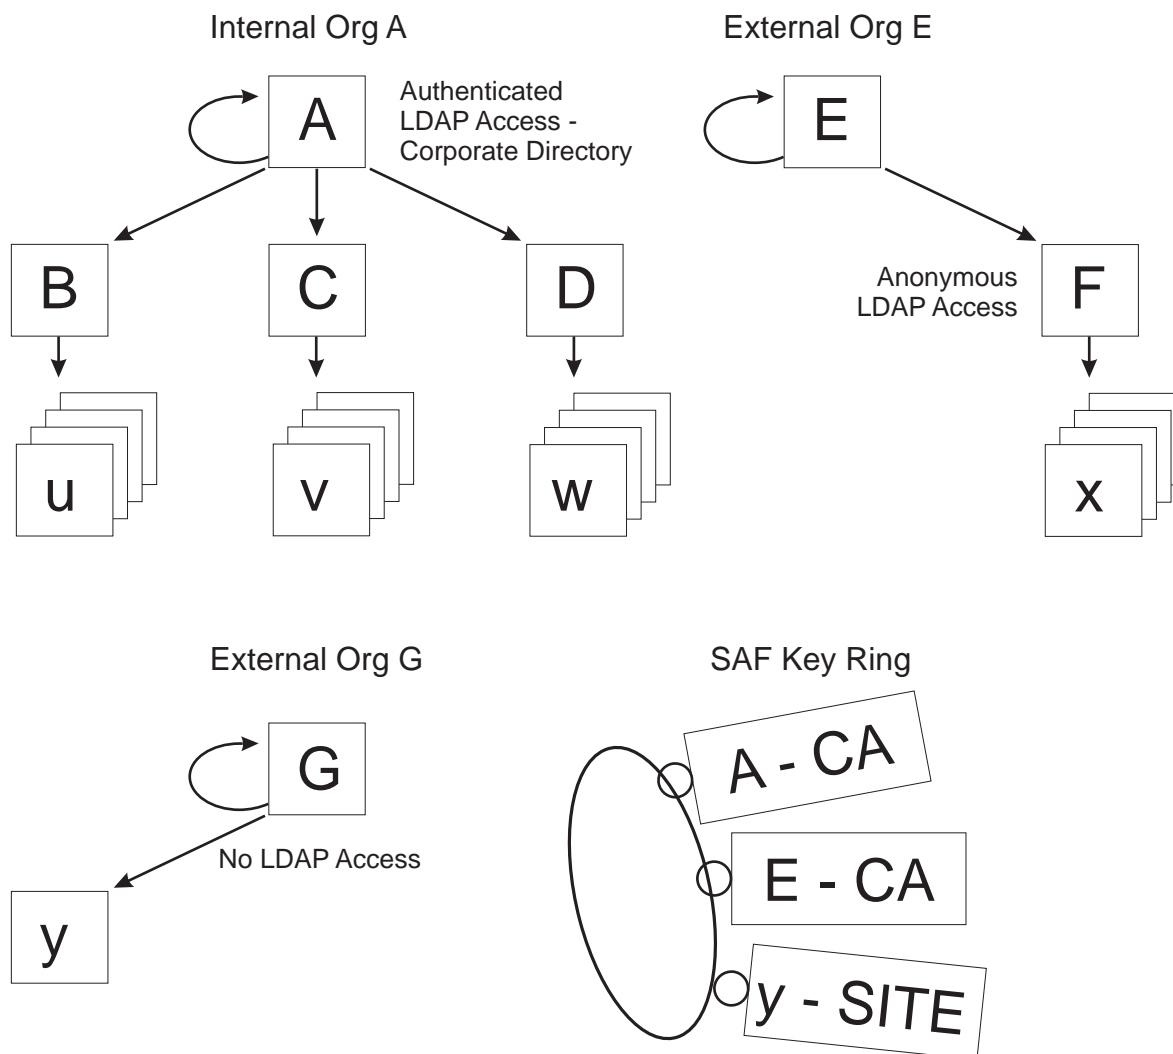 Internal Org A
External Org E
A
Authenticated
LDAP Access -
Corporate Directory
E
B
C
D
Anonymous
LDAP Access
F
u
v
w
x
External Org G
SAF Key Ring
G
No LDAP Access
y
A - CA
E - CA
y - SITE